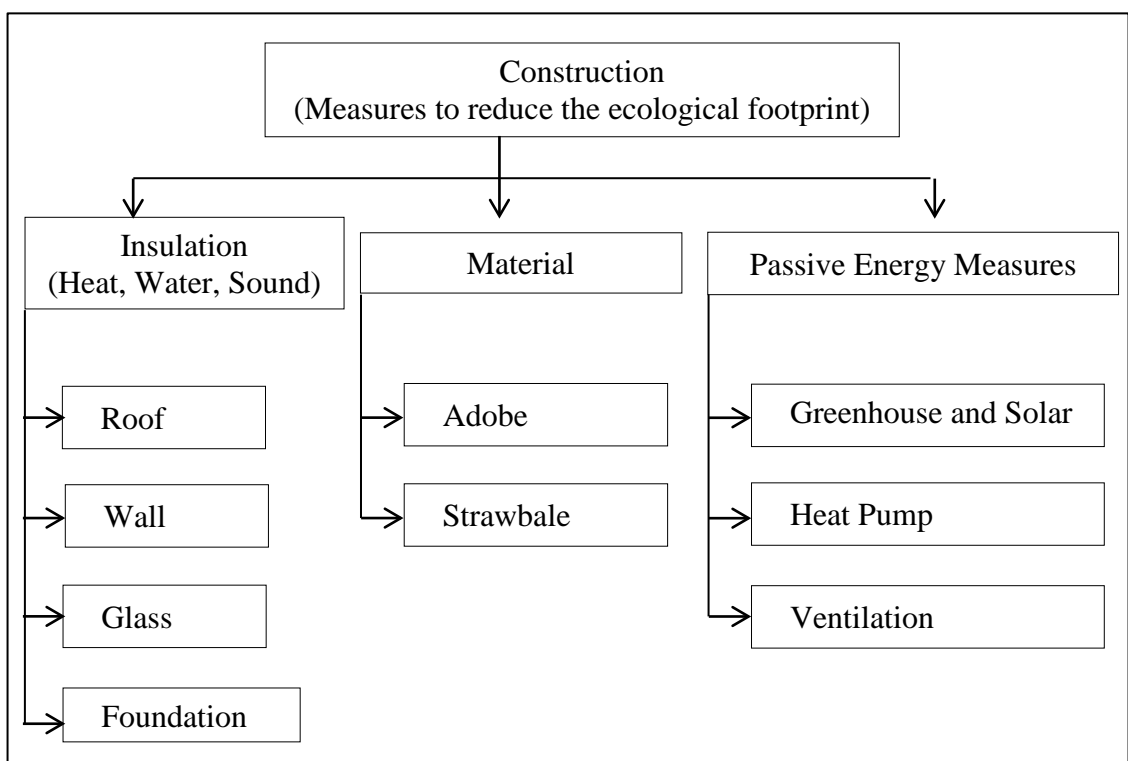 Construction
(Measures to reduce the ecological footprint)
Insulation
(Heat, Water, Sound)
Material
Passive Energy Measures
Roof
Wall
Glass
Foundation
Adobe
Strawbale
Greenhouse and Solar
Heat Pump
Ventilation